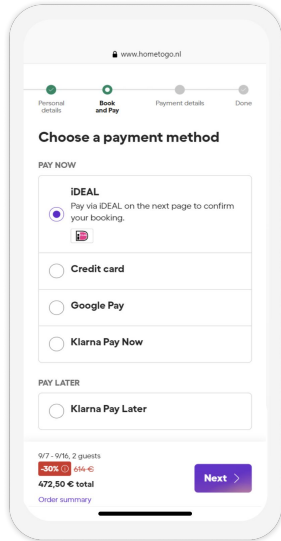 www.hometogo.nl
Personal
details
Book
and Pay
Payment details
Done
Choose a payment method
PAY NOW
iDEAL
Pay via iDEAL on the next page to confirm
your booking.
Credit card
Google Pay
Klarna Pay Now
PAY LATER
Klarna Pay Later
9/7 - 9/16, 2 guests
-30% 614 €
472,50 € total
Order summary
Next